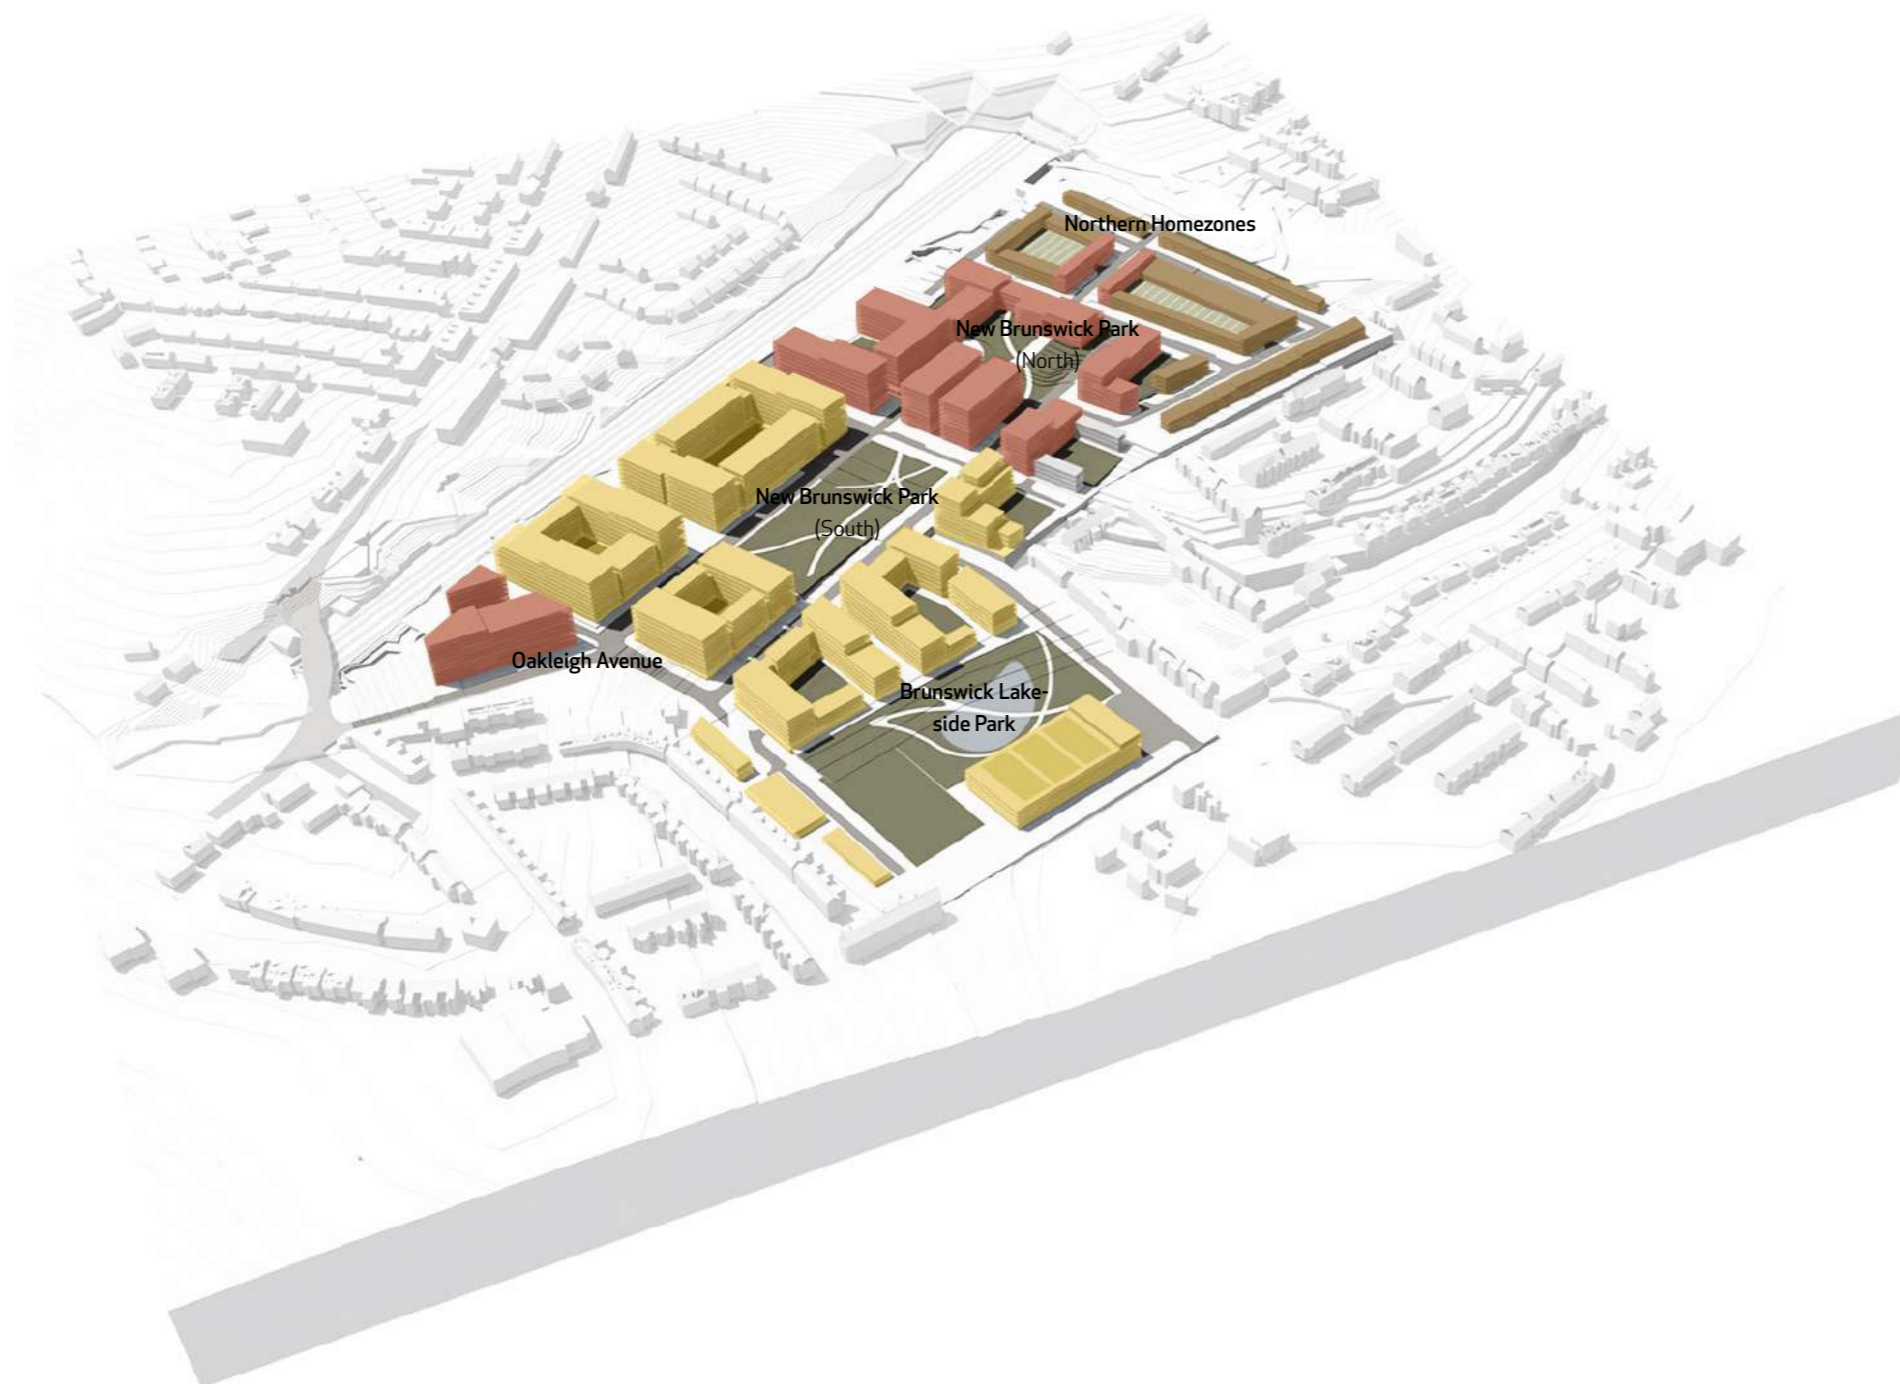 Northern Homezones
New Brunswick Park
(North)
New Brunswick Park
(South)
Oakleigh Avenue
Brunswick Lake-
side Park